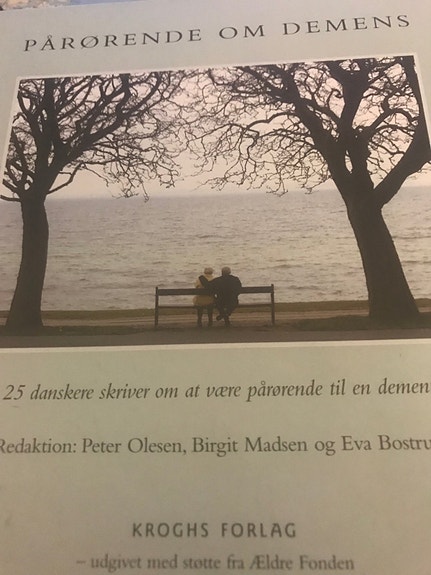 PÅRØRENDE OM DEMENS
25 danskere skriver om at være pårørende til en demen
Redaktion: Peter Olesen, Birgit Madsen og Eva Bostru
KROGHS FORLAG
– udgivet med støtte fra Ældre Fonden